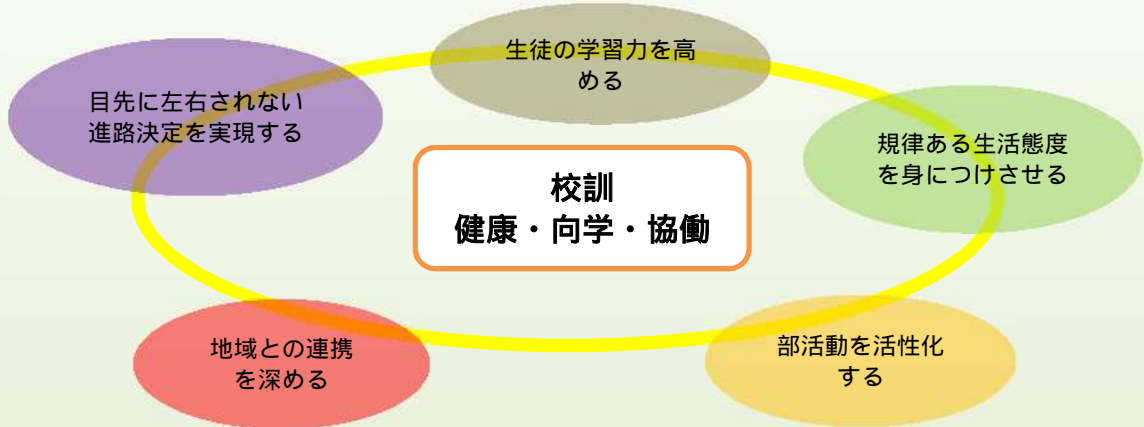 生徒の学習力を高
める
目先に左右されない
進路決定を実現する
規律ある生活態度
を身につけさせる
校訓
健康・向学・協働
地域との連携
を深める
部活動を活性化
する